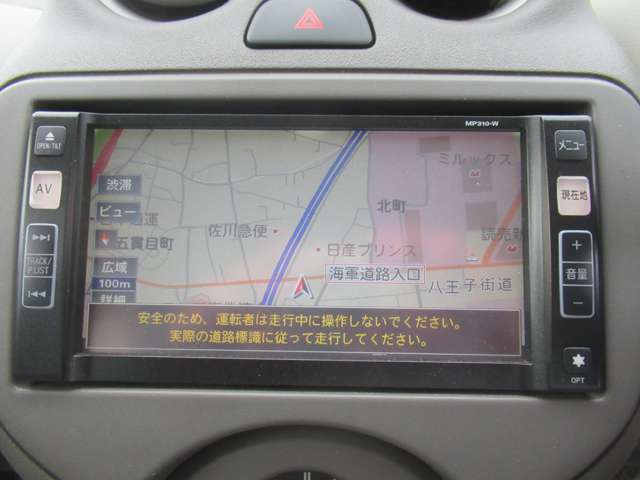 MP310-W
OPEN/TILT
AV
TRACK/
P.LIST
メニュー
現在地
+
音量
-
OPT
渋滞
ビュー
五貫目町
広域
100m
詳細
ミルックス
北町
佐川急便
日産プリンス
読売新
海軍道路入口
八王子街道
安全のため、運転者は走行中に操作しないでください。
実際の道路標識に従って走行してください。